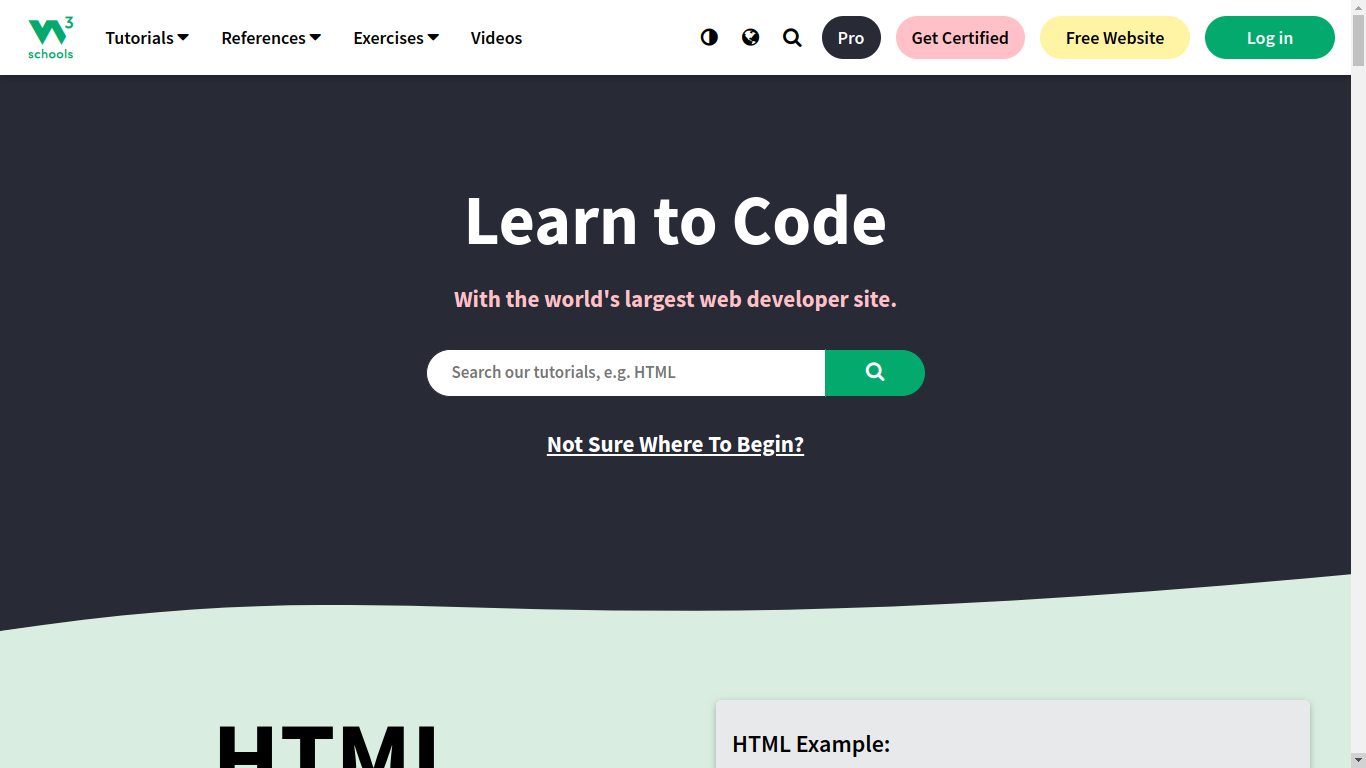 3
schools
Tutorials
References
Exercises
Videos
Pro
Get Certified
Free Website
Log in
Learn to Code
With the world's largest web developer site.
Search our tutorials, e.g. HTML
Not Sure Where To Begin?
HTML
HTML Example: